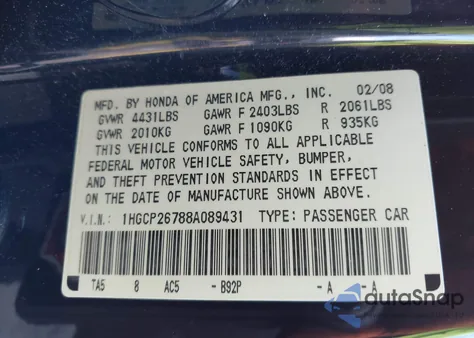 MFD. BY HONDA OF AMERICA MFG., INC. 02/08
GVWR 4431LBS GAWR F 2403LBS R 2061LBS
GVWR 2010KG GAWR F 1090KG R 935KG
THIS VEHICLE CONFORMS TO ALL APPLICABLE
FEDERAL MOTOR VEHICLE SAFETY, BUMPER,
AND THEFT PREVENTION STANDARDS IN EFFECT
ON THE DATE OF MANUFACTURE SHOWN ABOVE.
V.I.N.: 1HGCP26788A089431 TYPE: PASSENGER CAR
TA5 8 AC5 - B92P - A - A
autoSnap